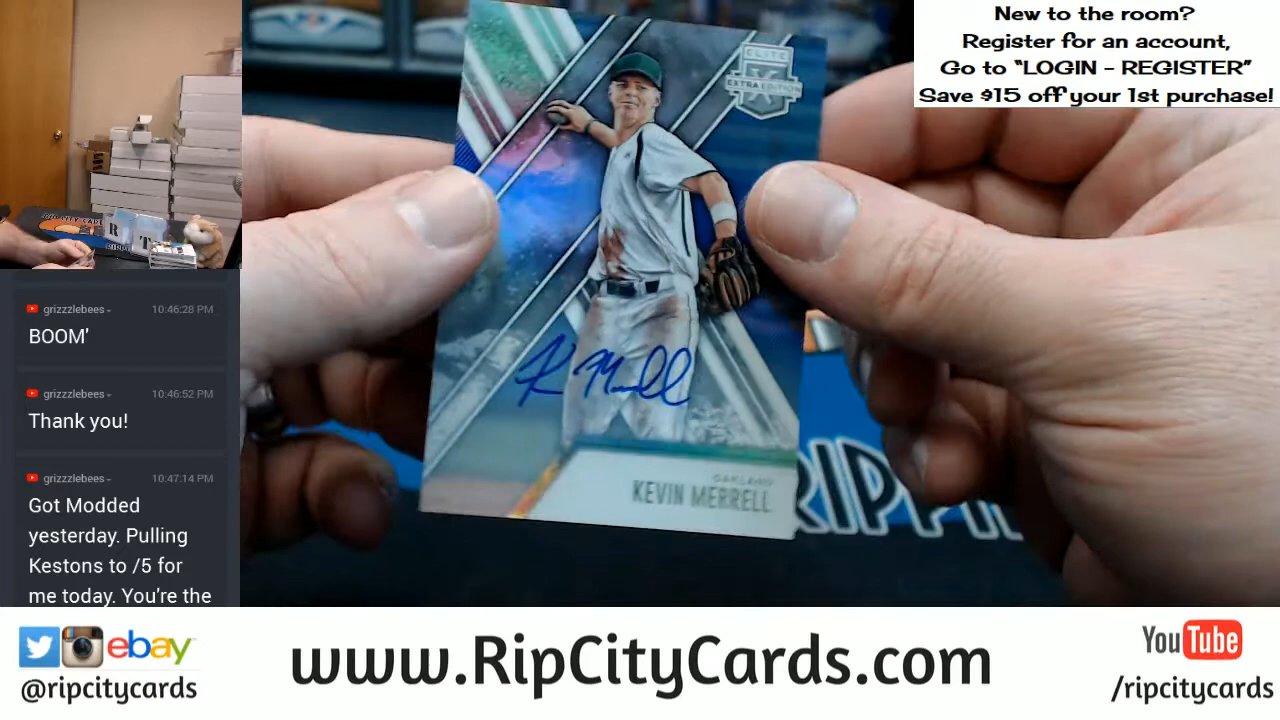 New to the room?
Register for an account,
Go to “LOGIN - REGISTER”
Save $15 off your 1st purchase!
ELITE
EXTRA EDITION
R T
grizzzlebees
10:46:28 PM
BOOM'
grizzzlebees
10:46:52 PM
Thank you!
grizzzlebees
10:47:14 PM
Got Modded
yesterday. Pulling
Kestons to /5 for
me today. You're the
K Merrell
OAKLAND
KEVIN MERRELL
ebay
@ripcitycards
www.RipCityCards.com
YouTube
/ripcitycards